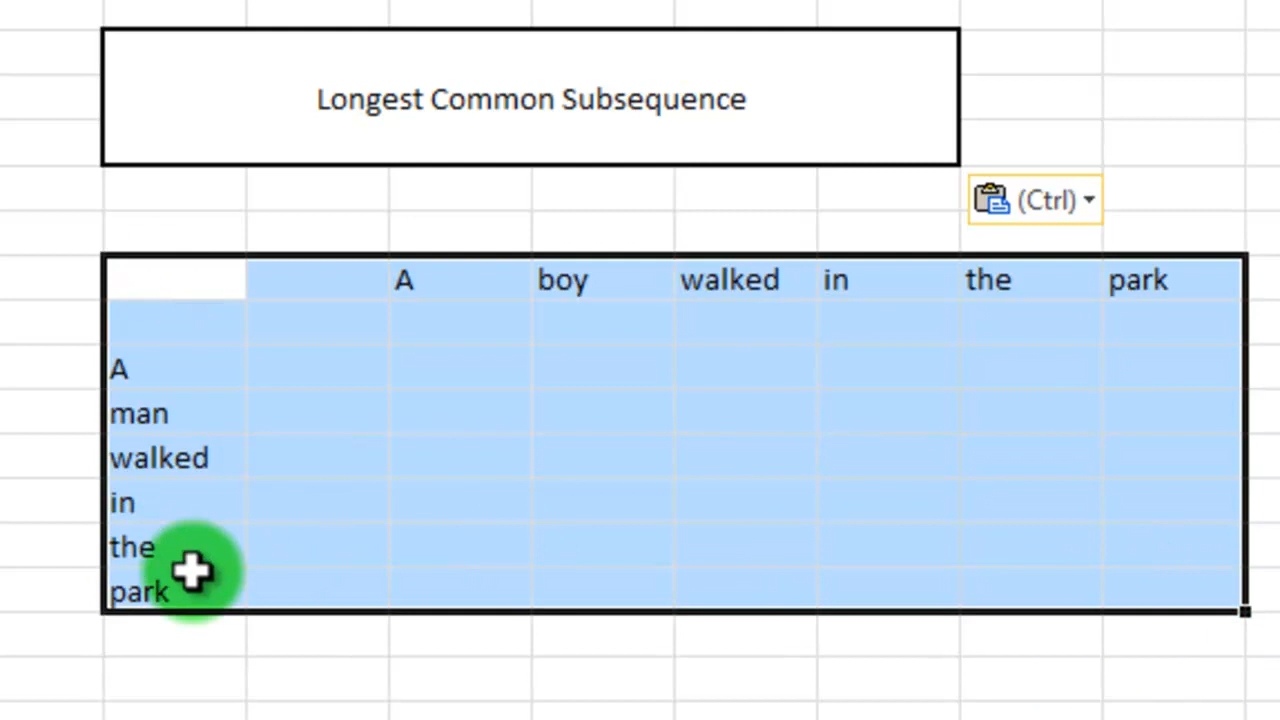 Longest Common Subsequence
(Ctrl)
A boy walked in the park
A
man
walked
in
the
park